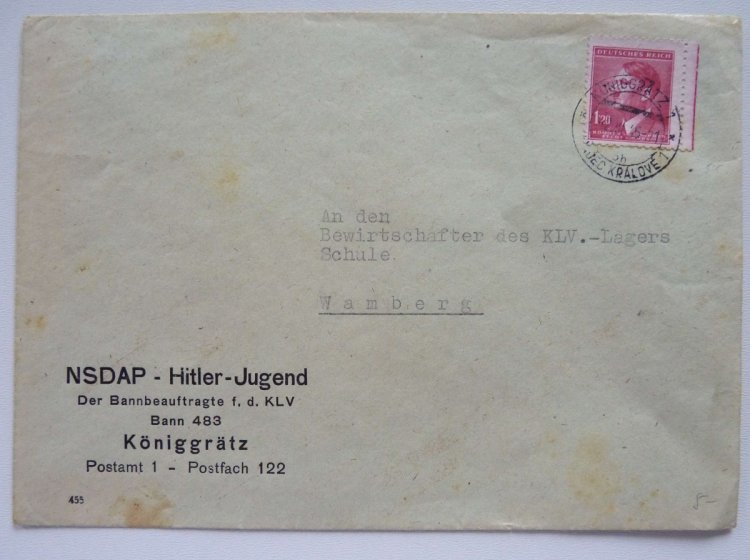 DEUTSCHES REICH
1.20
KRÁLOVÉ 1
An den
Bewirtschafter des KLV.-Lagers
Schule
Wamberg
NSDAP - Hitler-Jugend
Der Bannbeauftragte f. d. KLV
Bann 483
Königgrätz
Postamt 1 - Postfach 122
455